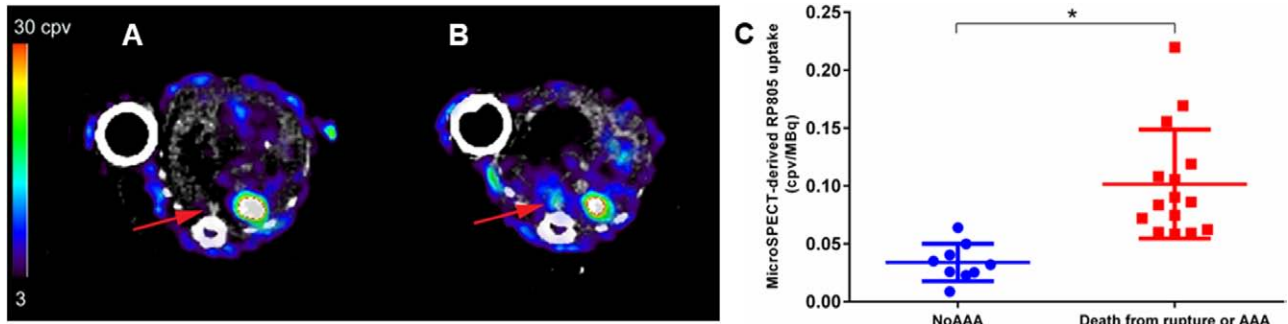 30 cpv
3
A
B
C
MicroSPECT-derived RP805 uptake
(cpv/MBq)
0.25
0.20
0.15
0.10
0.05
0.00
*
NoAAA
Death from rupture or AAA